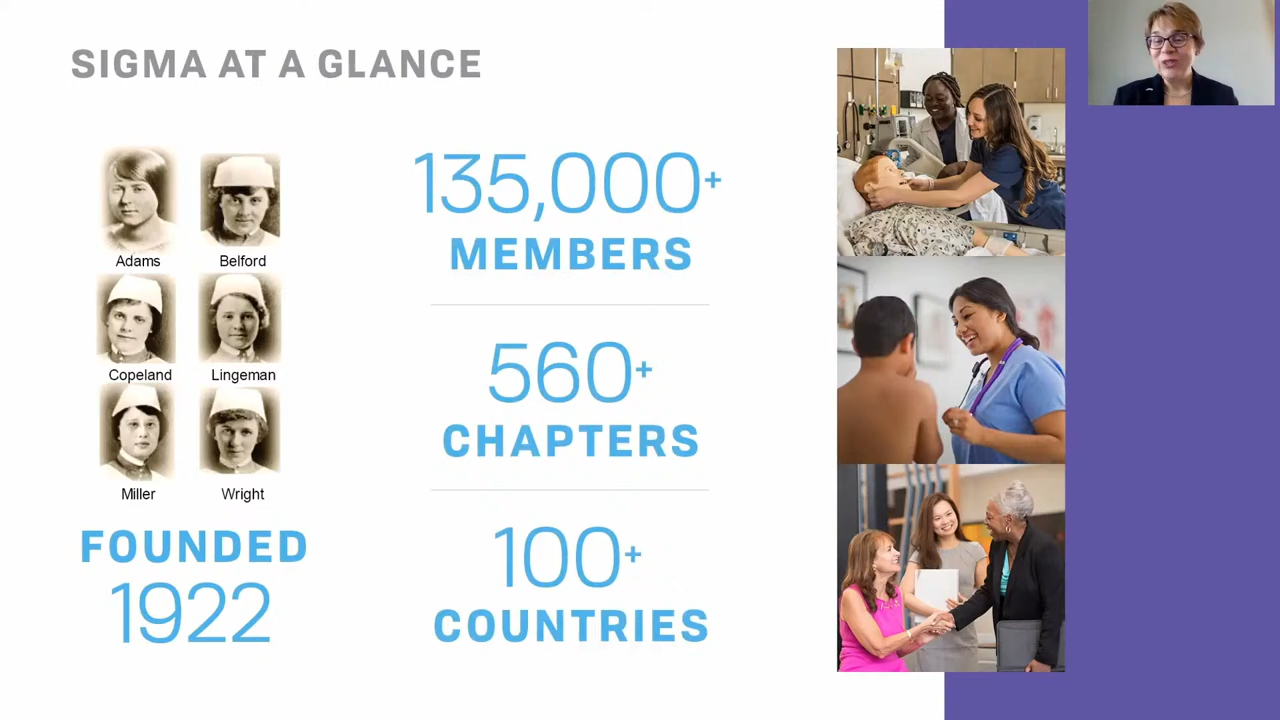 SIGMA AT A GLANCE
Adams
Belford
Copeland
Lingeman
Miller
Wright
FOUNDED
1922
135,000+
MEMBERS
560+
CHAPTERS
100+
COUNTRIES